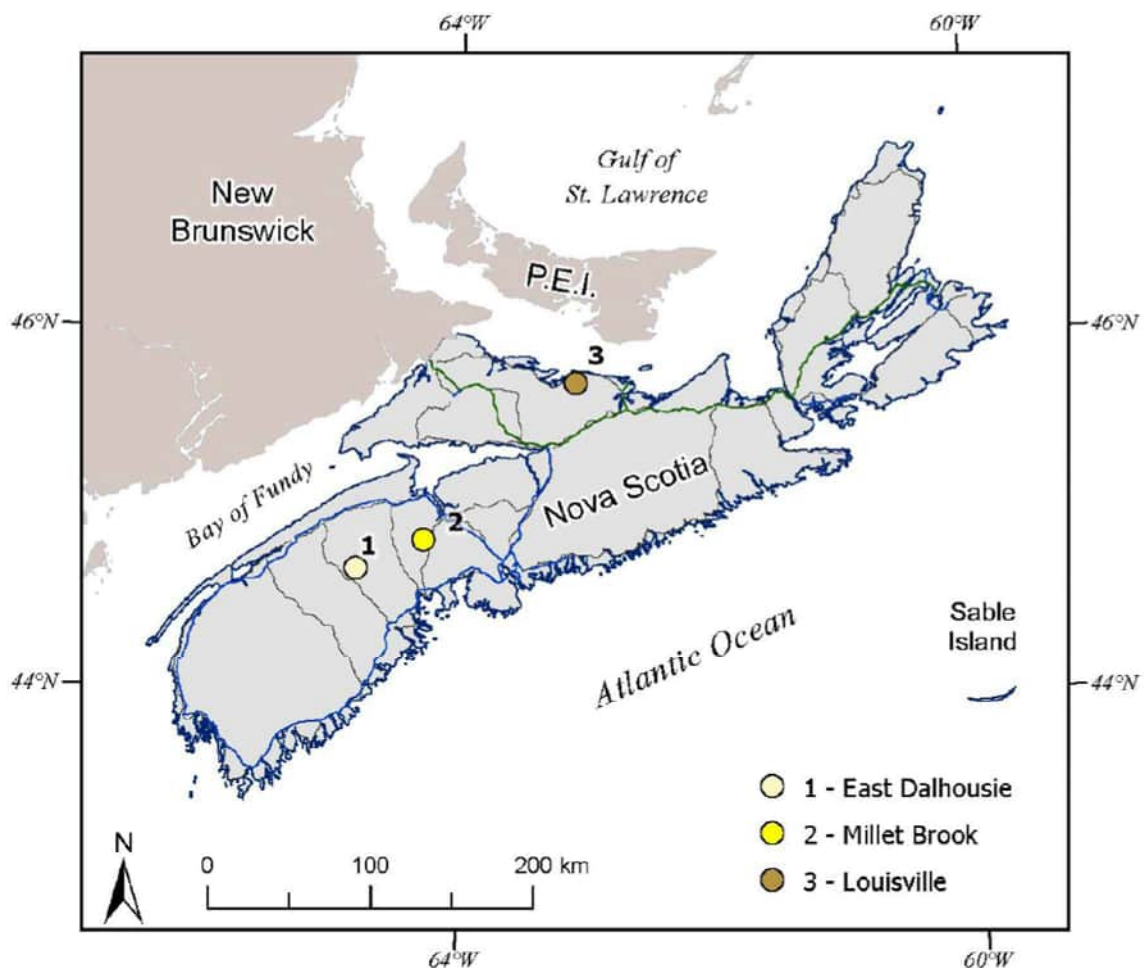 64°W
60°W
Gulf of
St. Lawrence
New
Brunswick
P.E.I.
46°N
46°N
3
Bay of Fundy
Nova Scotia
2
1
Sable
Island
Atlantic Ocean
44°N
44°N
1 - East Dalhousie
2 - Millet Brook
3 - Louisville
N
0
100
200 km
64°W
60°W